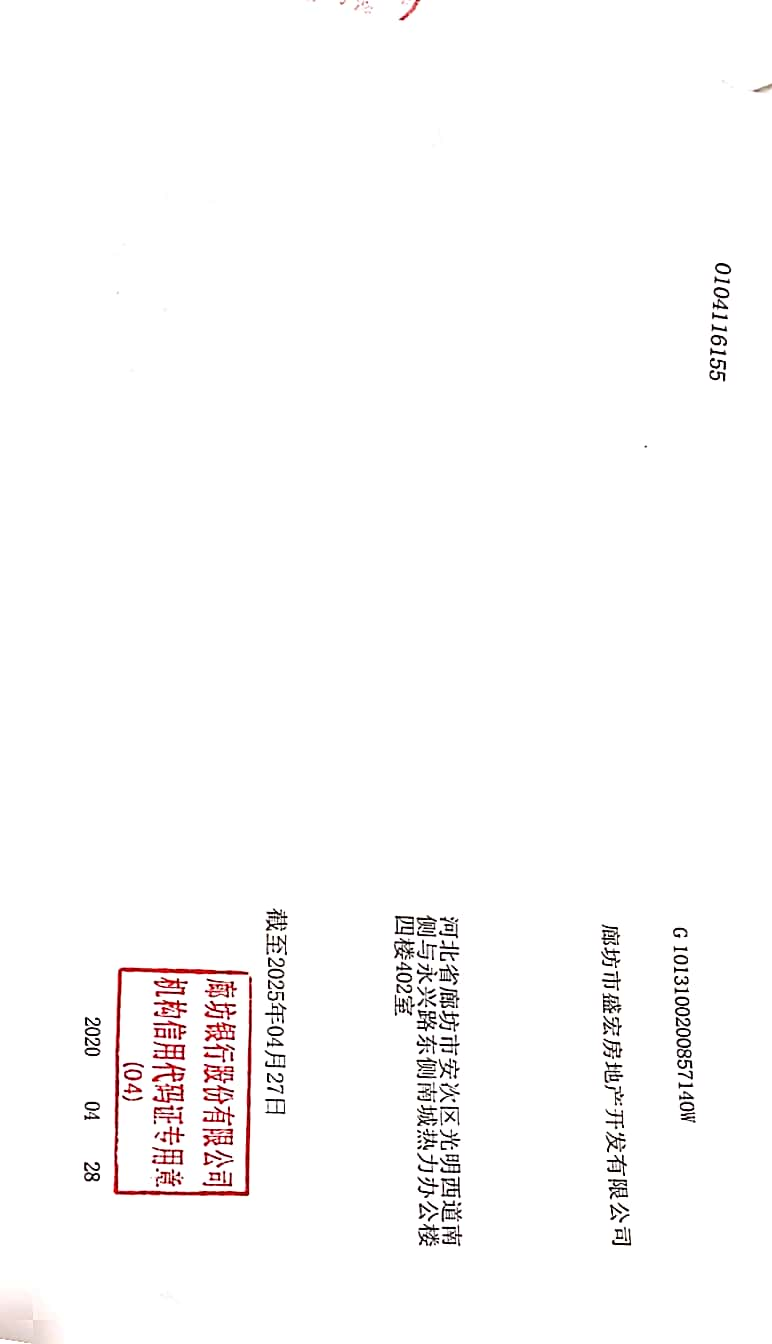 0104116155
G 1013100200857140W
廊坊市盛宏房地产开发有限公司
河北省廊坊市安次区光明西道南
侧与永兴路东侧南城热力办公楼
四楼402室
截至2025年04月27日
廊坊银行股份有限公司
机构信用代码证专用章
(04)
2020 04 28